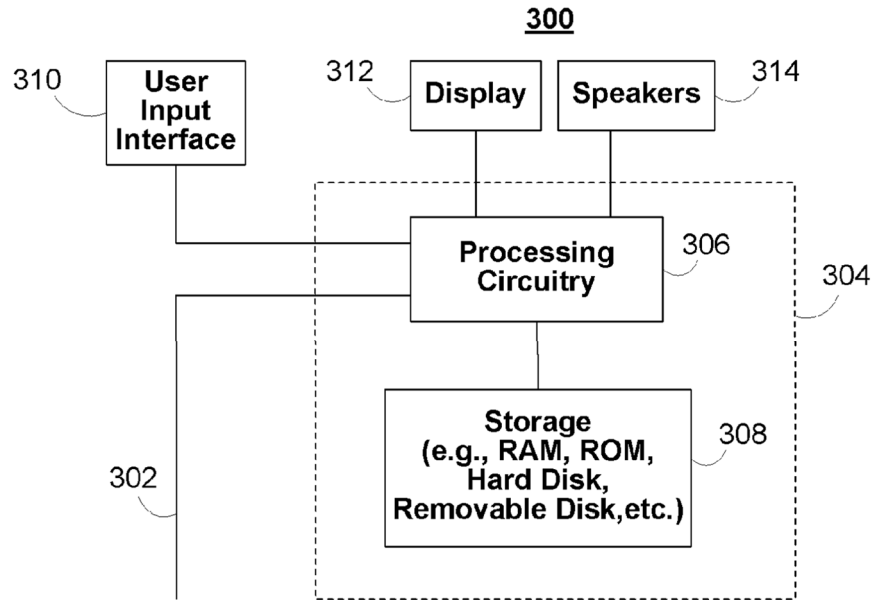 300
310
User
Input
Interface
312
Display
Speakers
314
Processing
Circuitry
306
304
Storage
(e.g., RAM, ROM,
Hard Disk,
Removable Disk,etc.)
308
302